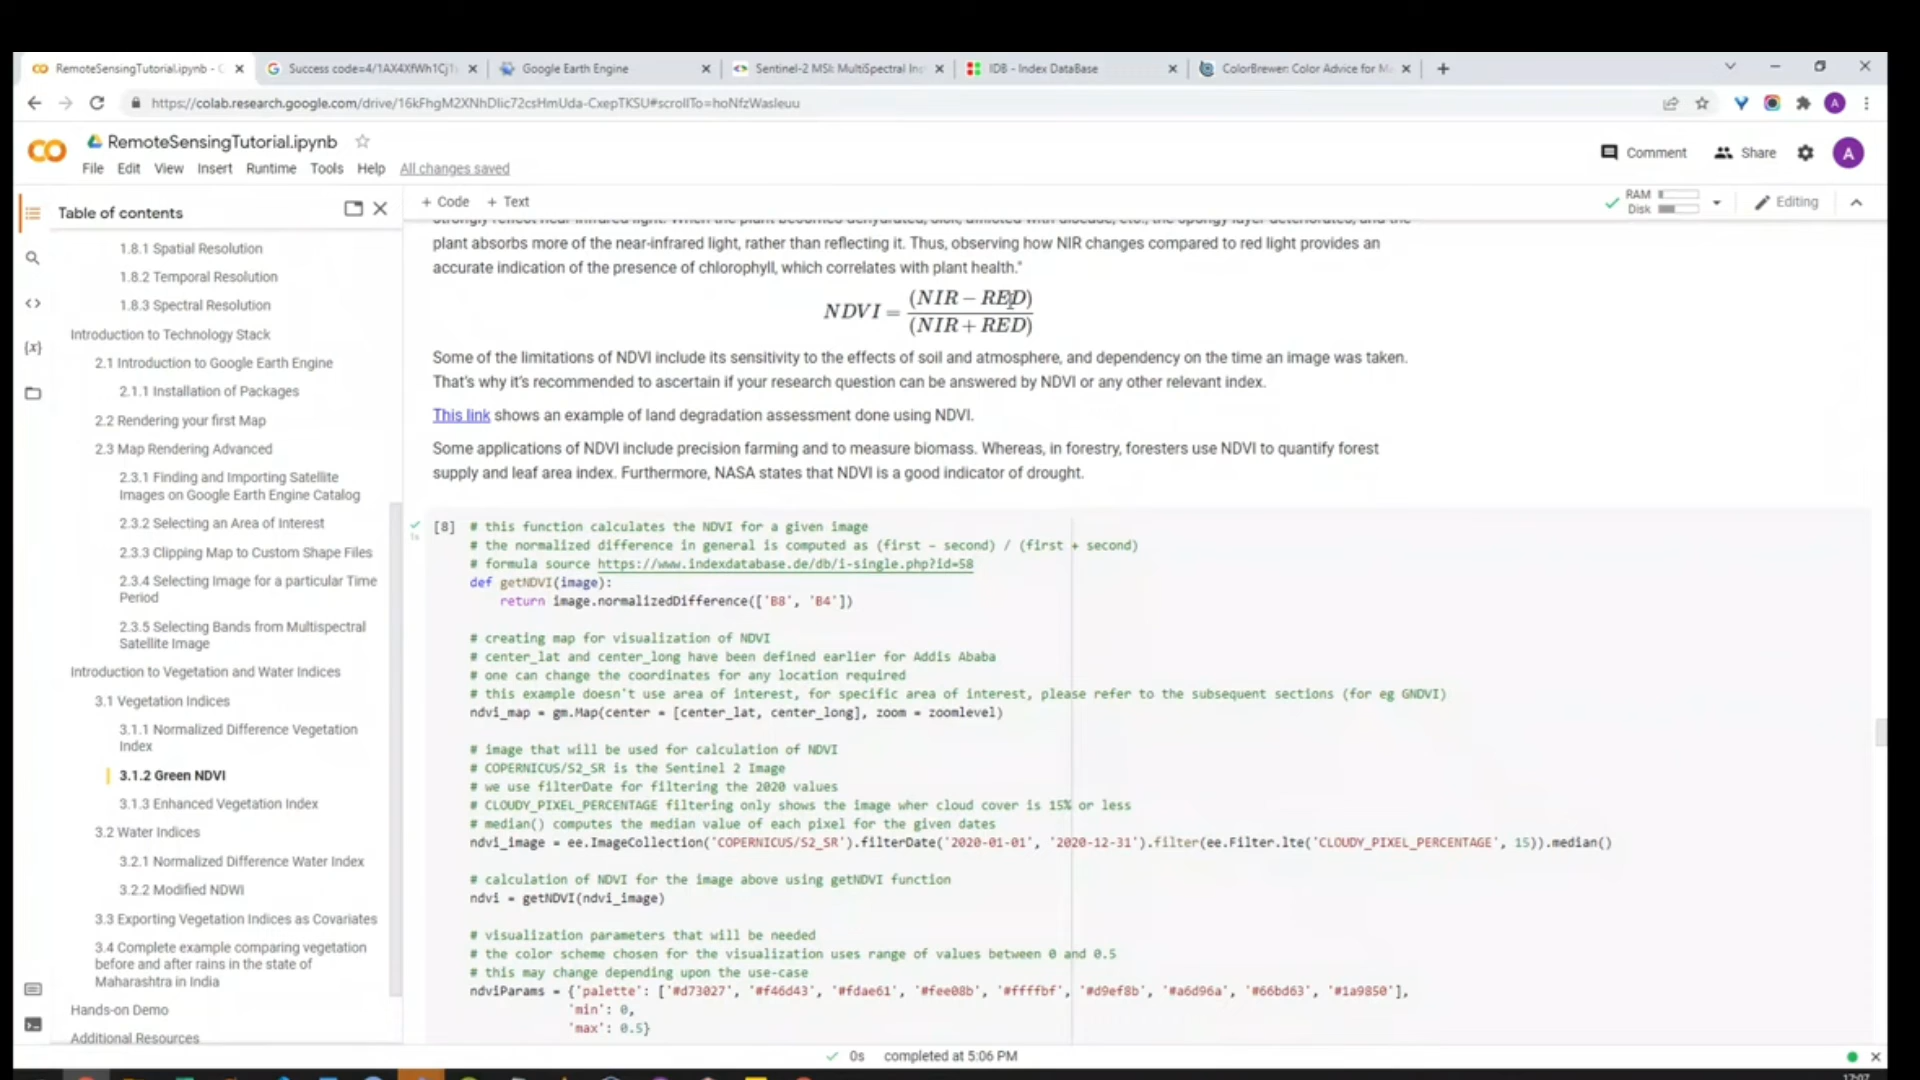 RemoteSensingTutorial.ipynb - C
Success code=4/1AX4XfWh1Cj1
Google Earth Engine
Sentinel-2 MSI: MultiSpectral Ins
IDB - Index DataBase
ColorBrewer: Color Advice for Ma
https://colab.research.google.com/drive/16kFhgM2XNhDlic72csHmUda-CxepTKSU#scrollTo=hoNfzWasleuu
A
RemoteSensingTutorial.ipynb
File Edit View Insert Runtime Tools Help All changes saved
Comment Share A
Table of contents
1.8.1 Spatial Resolution
1.8.2 Temporal Resolution
1.8.3 Spectral Resolution
Introduction to Technology Stack
2.1 Introduction to Google Earth Engine
2.1.1 Installation of Packages
2.2 Rendering your first Map
2.3 Map Rendering Advanced
2.3.1 Finding and Importing Satellite
Images on Google Earth Engine Catalog
2.3.2 Selecting an Area of Interest
2.3.3 Clipping Map to Custom Shape Files
2.3.4 Selecting Image for a particular Time
Period
2.3.5 Selecting Bands from Multispectral
Satellite Image
Introduction to Vegetation and Water Indices
3.1 Vegetation Indices
3.1.1 Normalized Difference Vegetation
Index
3.1.2 Green NDVI
3.1.3 Enhanced Vegetation Index
3.2 Water Indices
3.2.1 Normalized Difference Water Index
3.2.2 Modified NDWI
3.3 Exporting Vegetation Indices as Covariates
3.4 Complete example comparing vegetation
before and after rains in the state of
Maharashtra in India
Hands-on Demo
Additional Resources
+ Code + Text
RAM
Disk
Editing
plant absorbs more of the near-infrared light, rather than reflecting it. Thus, observing how NIR changes compared to red light provides an
accurate indication of the presence of chlorophyll, which correlates with plant health."
NDVI = (NIR − RED)
(NIR + RED)
Some of the limitations of NDVI include its sensitivity to the effects of soil and atmosphere, and dependency on the time an image was taken.
That's why it's recommended to ascertain if your research question can be answered by NDVI or any other relevant index.
This link shows an example of land degradation assessment done using NDVI.
Some applications of NDVI include precision farming and to measure biomass. Whereas, in forestry, foresters use NDVI to quantify forest
supply and leaf area index. Furthermore, NASA states that NDVI is a good indicator of drought.
1s
[8] # this function calculates the NDVI for a given image
# the normalized difference in general is computed as (first − second) / (first + second)
# formula source https://www.indexdatabase.de/db/i-single.php?id=58
def getNDVI(image):
return image.normalizedDifference(['B8', 'B4'])
# creating map for visualization of NDVI
# center_lat and center_long have been defined earlier for Addis Ababa
# one can change the coordinates for any location required
# this example doesn't use area of interest, for specific area of interest, please refer to the subsequent sections (for eg GNDVI)
ndvi_map = gm.Map(center = [center_lat, center_long], zoom = zoomlevel)
# image that will be used for calculation of NDVI
# COPERNICUS/S2_SR is the Sentinel 2 Image
# we use filterDate for filtering the 2020 values
# CLOUDY_PIXEL_PERCENTAGE filtering only shows the image wher cloud cover is 15% or less
# median() computes the median value of each pixel for the given dates
ndvi_image = ee.ImageCollection('COPERNICUS/S2_SR').filterDate('2020-01-01', '2020-12-31').filter(ee.Filter.lte('CLOUDY_PIXEL_PERCENTAGE', 15)).median()
# calculation of NDVI for the image above using getNDVI function
ndvi = getNDVI(ndvi_image)
# visualization parameters that will be needed
# the color scheme chosen for the visualization uses range of values between 0 and 0.5
# this may change depending upon the use-case
ndviParams = {'palette': ['#d73027', '#f46d43', '#fdae61', '#fee08b', '#ffffbf', '#d9ef8b', '#a6d96a', '#66bd63', '#1a9850'],
'min': 0,
'max': 0.5}
0s completed at 5:06 PM